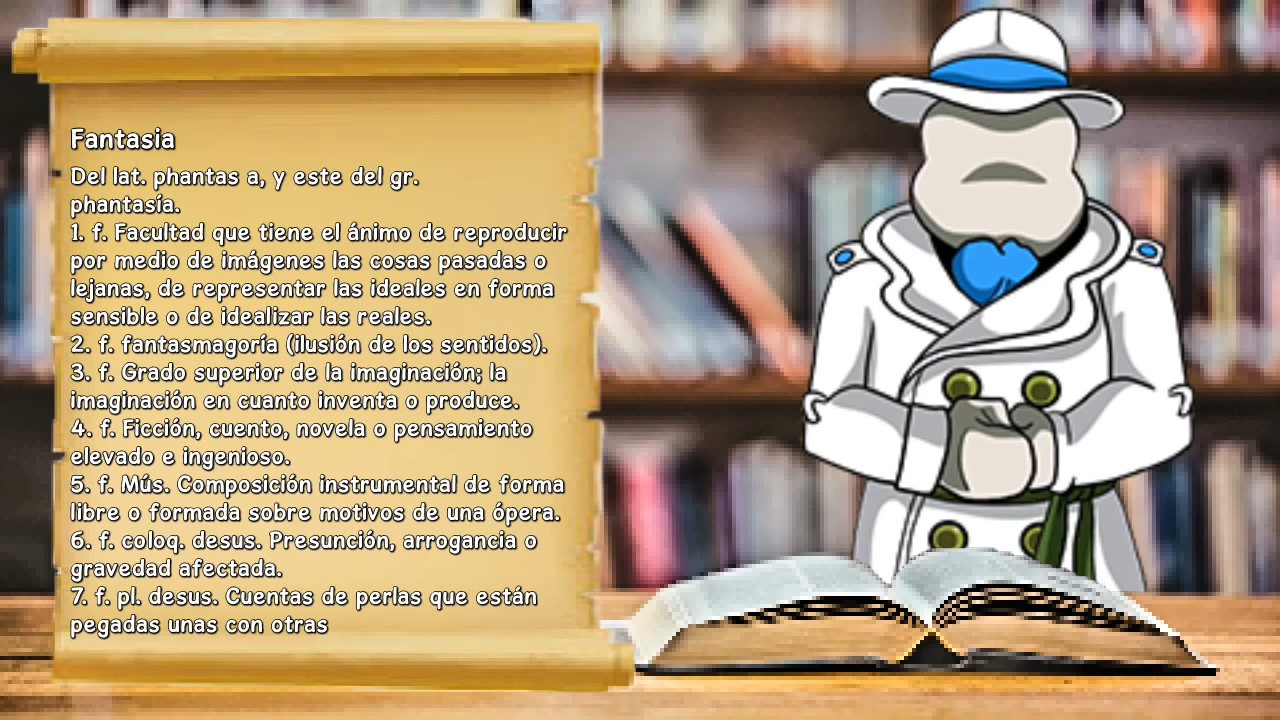 Fantasia
Del lat. phantas a, y este del gr.
phantasía.
1. f. Facultad que tiene el ánimo de reproducir
por medio de imágenes las cosas pasadas o
lejanas, de representar las ideales en forma
sensible o de idealizar las reales.
2. f. fantasmagoría (ilusión de los sentidos).
3. f. Grado superior de la imaginación; la
imaginación en cuanto inventa o produce.
4. f. Ficción, cuento, novela o pensamiento
elevado e ingenioso.
5. f. Mús. Composición instrumental de forma
libre o formada sobre motivos de una ópera.
6. f. coloq. desus. Presunción, arrogancia o
gravedad afectada.
7. f. pl. desus. Cuentas de perlas que están
pegadas unas con otras